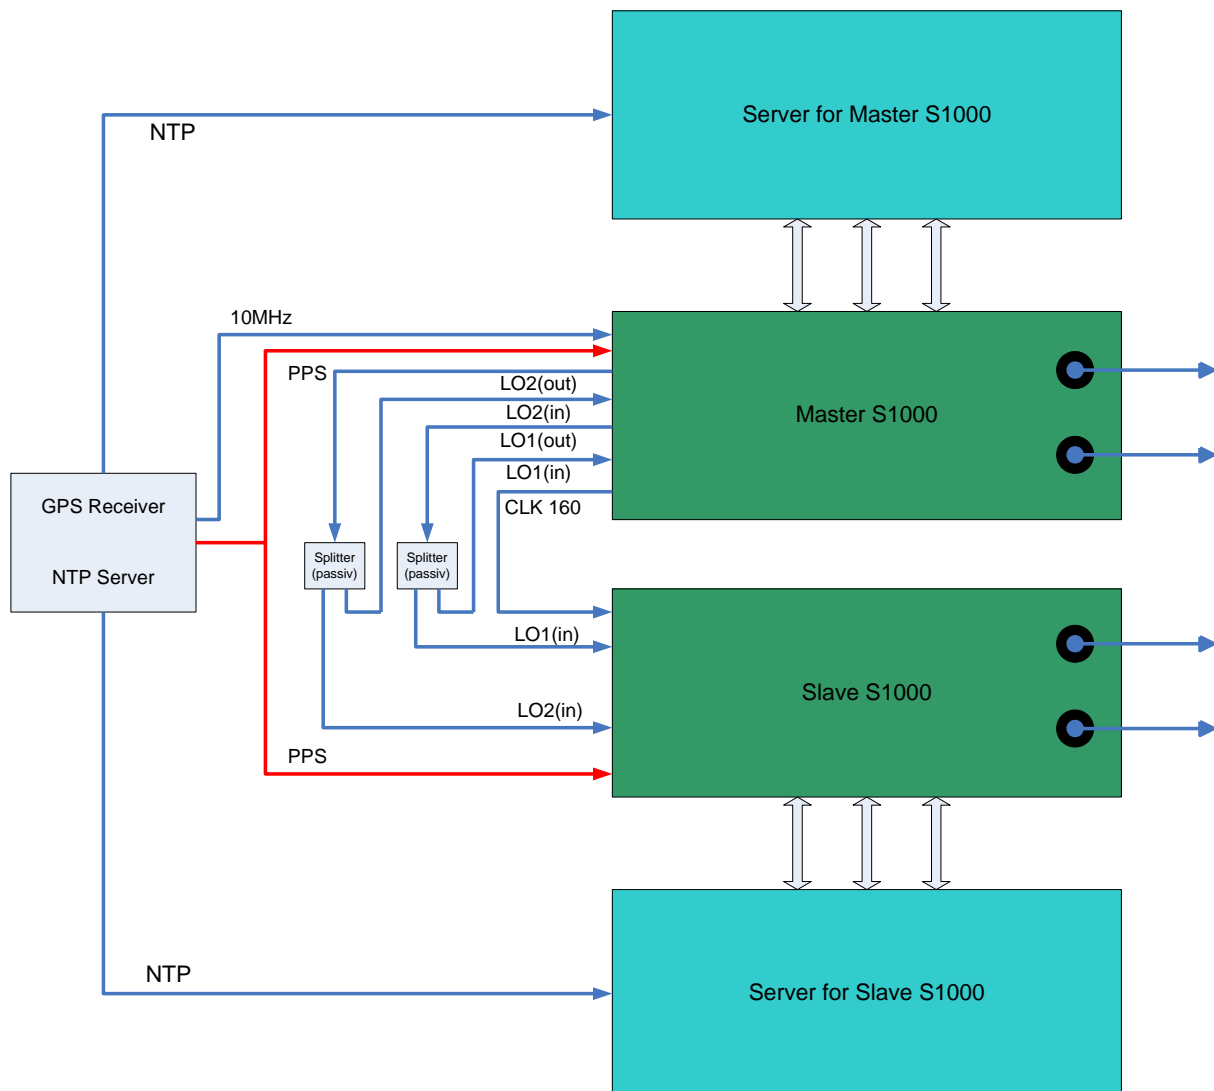 Server for Master S1000
NTP
10MHz
PPS
LO2(out)
LO2(in)
LO1(out)
LO1(in)
CLK 160
Master S1000
GPS Receiver
NTP Server
Splitter
(passiv)
Splitter
(passiv)
LO1(in)
LO2(in)
PPS
Slave S1000
NTP
Server for Slave S1000